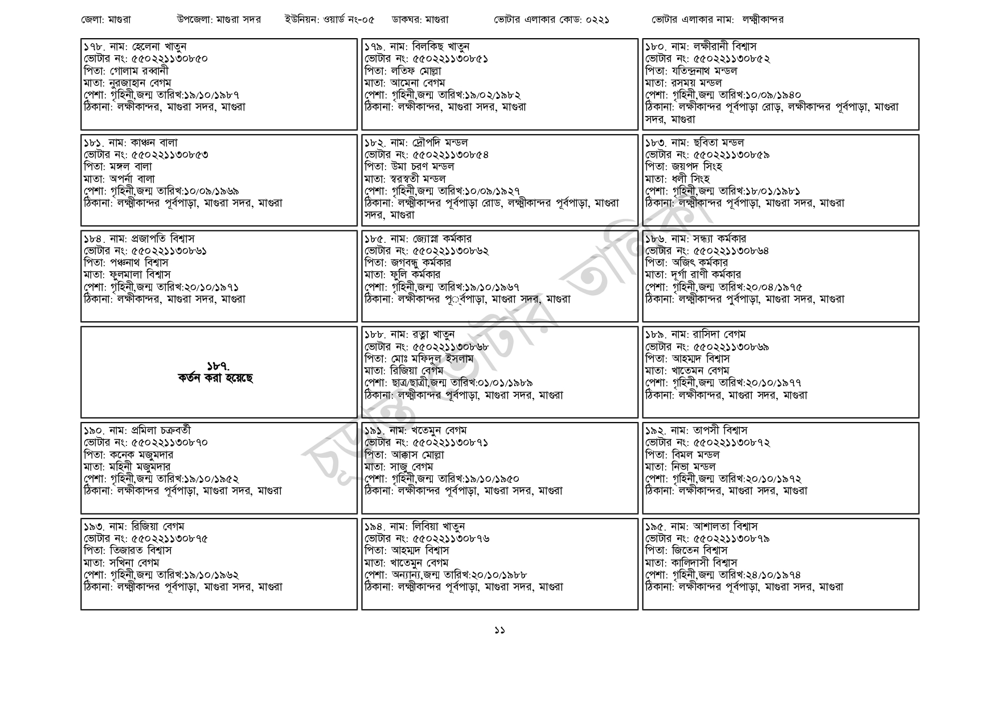 জেলা: মাগুরা উপজেলা: মাগুরা সদর ইউনিয়ন: ওয়ার্ড নং-০৫ ডাকঘর: মাগুরা ভোটার এলাকার কোড: ০২২১ ভোটার এলাকার নাম: লক্ষ্মীকান্দর
১৭৮. নাম: হেলেনা খাতুন
ভোটার নং: ৫৫০২২১১৩০৮৫০
পিতা: গোলাম রব্বানী
মাতা: নুরজাহান বেগম
পেশা: গৃহিনী,জন্ম তারিখ:১৯/১০/১৯৮৭
ঠিকানা: লক্ষীকান্দর, মাগুরা সদর, মাগুরা
১৭৯. নাম: বিলকিছ খাতুন
ভোটার নং: ৫৫০২২১১৩০৮৫১
পিতা: লতিফ মোল্লা
মাতা: আমেনা বেগম
পেশা: গৃহিনী,জন্ম তারিখ:১৯/০২/১৯৮২
ঠিকানা: লক্ষীকান্দর, মাগুরা সদর, মাগুরা
১৮০. নাম: লক্ষীরানী বিশ্বাস
ভোটার নং: ৫৫০২২১১৩০৮৫২
পিতা: যতিন্দ্রনাথ মন্ডল
মাতা: রসময় মন্ডল
পেশা: গৃহিনী,জন্ম তারিখ:১০/০৯/১৯৪০
ঠিকানা: লক্ষীকান্দর পূর্বপাড়া রোড়, লক্ষীকান্দর পূর্বপাড়া, মাগুরা
সদর, মাগুরা
১৮১. নাম: কাঞ্চন বালা
ভোটার নং: ৫৫০২২১১৩০৮৫৩
পিতা: মঙ্গল বালা
মাতা: অপর্না বালা
পেশা: গৃহিনী,জন্ম তারিখ:১০/০৯/১৯৬৯
ঠিকানা: লক্ষ্মীকান্দর পূর্বপাড়া, মাগুরা সদর, মাগুরা
১৮২. নাম: দ্রৌপদি মন্ডল
ভোটার নং: ৫৫০২২১১৩০৮৫৪
পিতা: উমা চরণ মন্ডল
মাতা: স্বরস্বতী মন্ডল
পেশা: গৃহিনী,জন্ম তারিখ:১০/০৯/১৯২৭
ঠিকানা: লক্ষ্মীকান্দর পূর্বপাড়া রোড, লক্ষ্মীকান্দর পূর্বপাড়া, মাগুরা
সদর, মাগুরা
১৮৩. নাম: ছবিতা মন্ডল
ভোটার নং: ৫৫০২২১১৩০৮৫৯
পিতা: জয়পদ সিংহ
মাতা: ধলী সিংহ
পেশা: গৃহিনী,জন্ম তারিখ:১৮/০১/১৯৮১
ঠিকানা: লক্ষ্মীকান্দর পূর্বপাড়া, মাগুরা সদর, মাগুরা
১৮৪. নাম: প্রজাপতি বিশ্বাস
ভোটার নং: ৫৫০২২১১৩০৮৬১
পিতা: পঞ্চনাথ বিশ্বাস
মাতা: ফুলমালা বিশ্বাস
পেশা: গৃহিনী,জন্ম তারিখ:২০/১০/১৯৭১
ঠিকানা: লক্ষীকান্দর, মাগুরা সদর, মাগুরা
১৮৫. নাম: জ্যোস্না কর্মকার
ভোটার নং: ৫৫০২২১১৩০৮৬২
পিতা: জগবন্ধু কর্মকার
মাতা: ফুলি কর্মকার
পেশা: গৃহিনী,জন্ম তারিখ:১৯/১০/১৯৬৭
ঠিকানা: লক্ষীকান্দর পূ্র্বপাড়া, মাগুরা সদর, মাগুরা
১৮৬. নাম: সন্ধ্যা কর্মকার
ভোটার নং: ৫৫০২২১১৩০৮৬৪
পিতা: অজিৎ কর্মকার
মাতা: দূর্গা রাণী কর্মকার
পেশা: গৃহিনী,জন্ম তারিখ:২০/০৪/১৯৭৫
ঠিকানা: লক্ষ্মীকান্দর পুর্বপাড়া, মাগুরা সদর, মাগুরা
১৮৭.
কর্তন করা হয়েছে
১৮৮. নাম: রত্না খাতুন
ভোটার নং: ৫৫০২২১১৩০৮৬৮
পিতা: মোঃ মফিদুল ইসলাম
মাতা: রিজিয়া বেগম
পেশা: ছাত্র/ছাত্রী,জন্ম তারিখ:০১/০১/১৯৮৯
ঠিকানা: লক্ষ্মীকান্দর পূর্বপাড়া, মাগুরা সদর, মাগুরা
১৮৯. নাম: রাসিদা বেগম
ভোটার নং: ৫৫০২২১১৩০৮৬৯
পিতা: আহম্মদ বিশ্বাস
মাতা: খাতেমন বেগম
পেশা: গৃহিনী,জন্ম তারিখ:২০/১০/১৯৭৭
ঠিকানা: লক্ষীকান্দর, মাগুরা সদর, মাগুরা
১৯০. নাম: প্রমিলা চক্রবর্তী
ভোটার নং: ৫৫০২২১১৩০৮৭০
পিতা: কনেক মজুমদার
মাতা: মহিনী মজুমদার
পেশা: গৃহিনী,জন্ম তারিখ:১৯/১০/১৯৫২
ঠিকানা: লক্ষীকান্দর পূর্বপাড়া, মাগুরা সদর, মাগুরা
১৯১. নাম: খতেমুন বেগম
ভোটার নং: ৫৫০২২১১৩০৮৭১
পিতা: আক্কাস মোল্লা
মাতা: সাজু বেগম
পেশা: গৃহিনী,জন্ম তারিখ:১৯/১০/১৯৫০
ঠিকানা: লক্ষীকান্দর পূর্বপাড়া, মাগুরা সদর, মাগুরা
১৯২. নাম: তাপসী বিশ্বাস
ভোটার নং: ৫৫০২২১১৩০৮৭২
পিতা: বিমল মন্ডল
মাতা: নিভা মন্ডল
পেশা: গৃহিনী,জন্ম তারিখ:২০/১০/১৯৭২
ঠিকানা: লক্ষীকান্দর, মাগুরা সদর, মাগুরা
১৯৩. নাম: রিজিয়া বেগম
ভোটার নং: ৫৫০২২১১৩০৮৭৫
পিতা: তিজারত বিশ্বাস
মাতা: সখিনা বেগম
পেশা: গৃহিনী,জন্ম তারিখ:১৯/১০/১৯৬২
ঠিকানা: লক্ষ্মীকান্দর পূর্বপাড়া, মাগুরা সদর, মাগুরা
১৯৪. নাম: লিবিয়া খাতুন
ভোটার নং: ৫৫০২২১১৩০৮৭৬
পিতা: আহম্মদ বিশ্বাস
মাতা: খাতেমুন বেগম
পেশা: অন্যান্য,জন্ম তারিখ:২০/১০/১৯৮৮
ঠিকানা: লক্ষ্মীকান্দর পূর্বপাড়া, মাগুরা সদর, মাগুরা
১৯৫. নাম: আশালতা বিশ্বাস
ভোটার নং: ৫৫০২২১১৩০৮৭৯
পিতা: জিতেন বিশ্বাস
মাতা: কালিদাসী বিশ্বাস
পেশা: গৃহিনী,জন্ম তারিখ:২৪/১০/১৯৭৪
ঠিকানা: লক্ষীকান্দর পূর্বপাড়া, মাগুরা সদর, মাগুরা
চূড়ান্ত ভোটার তালিকা
১১